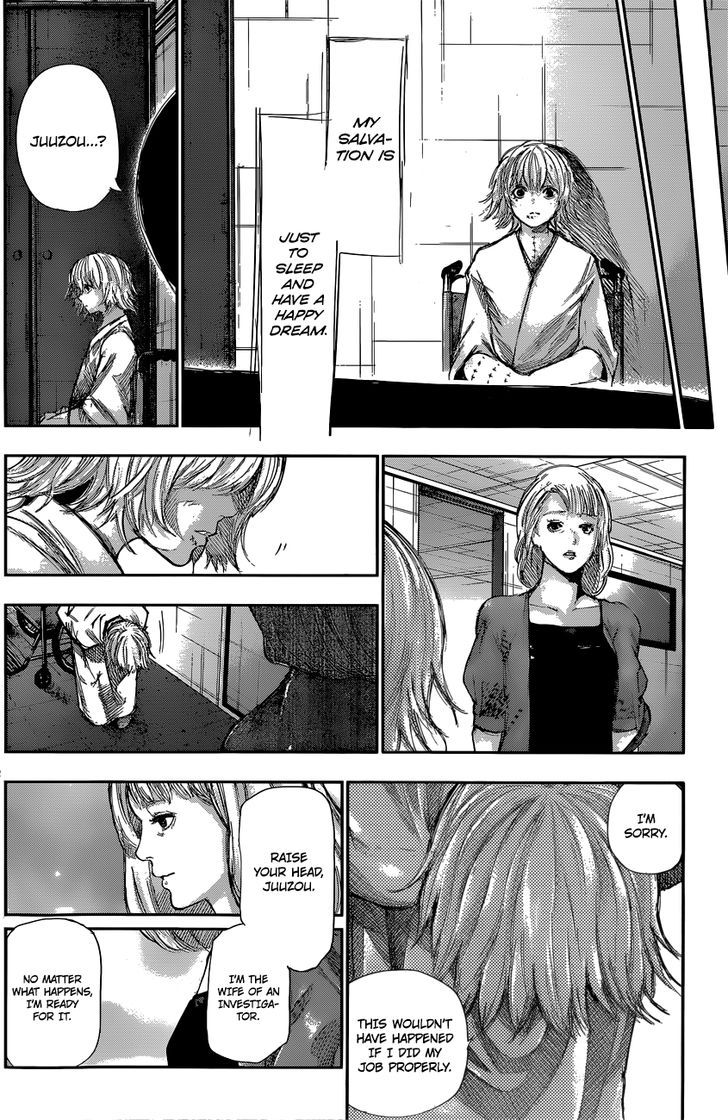 MY
SALVA-
TION IS
JUST
TO
SLEEP
AND
HAVE A
HAPPY
DREAM.
JUUZOU...?
I'M
SORRY.
THIS WOULDN'T
HAVE HAPPENED
IF I DID MY
JOB PROPERLY.
RAISE
YOUR HEAD,
JUUZOU.
I'M THE
WIFE OF AN
INVESTIGA-
TOR.
NO MATTER
WHAT HAPPENS,
I'M READY
FOR IT.